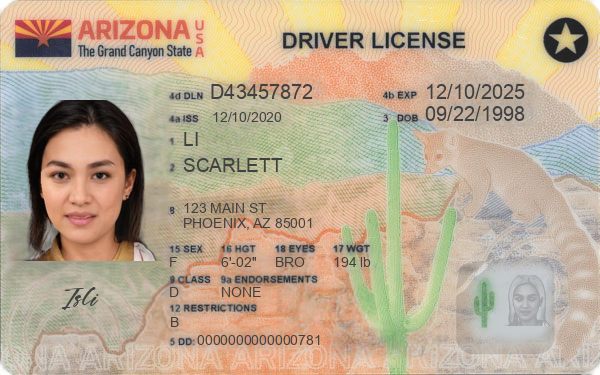 ARIZONA USA
The Grand Canyon State
DRIVER LICENSE
4d DLN D43457872
4b EXP 12/10/2025
4a ISS 12/10/2020
3 DOB 09/22/1998
1 LI
2 SCARLETT
8 123 MAIN ST
PHOENIX, AZ 85001
15 SEX 16 HGT 18 EYES 17 WGT
F 6'-02" BRO 194 lb
9 CLASS 9a ENDORSEMENTS
D NONE
12 RESTRICTIONS
B
Isli
5 DD: 0000000000000781
ONA ARIZONA ARIZONA ARIZONA ARIZONA ARIZ